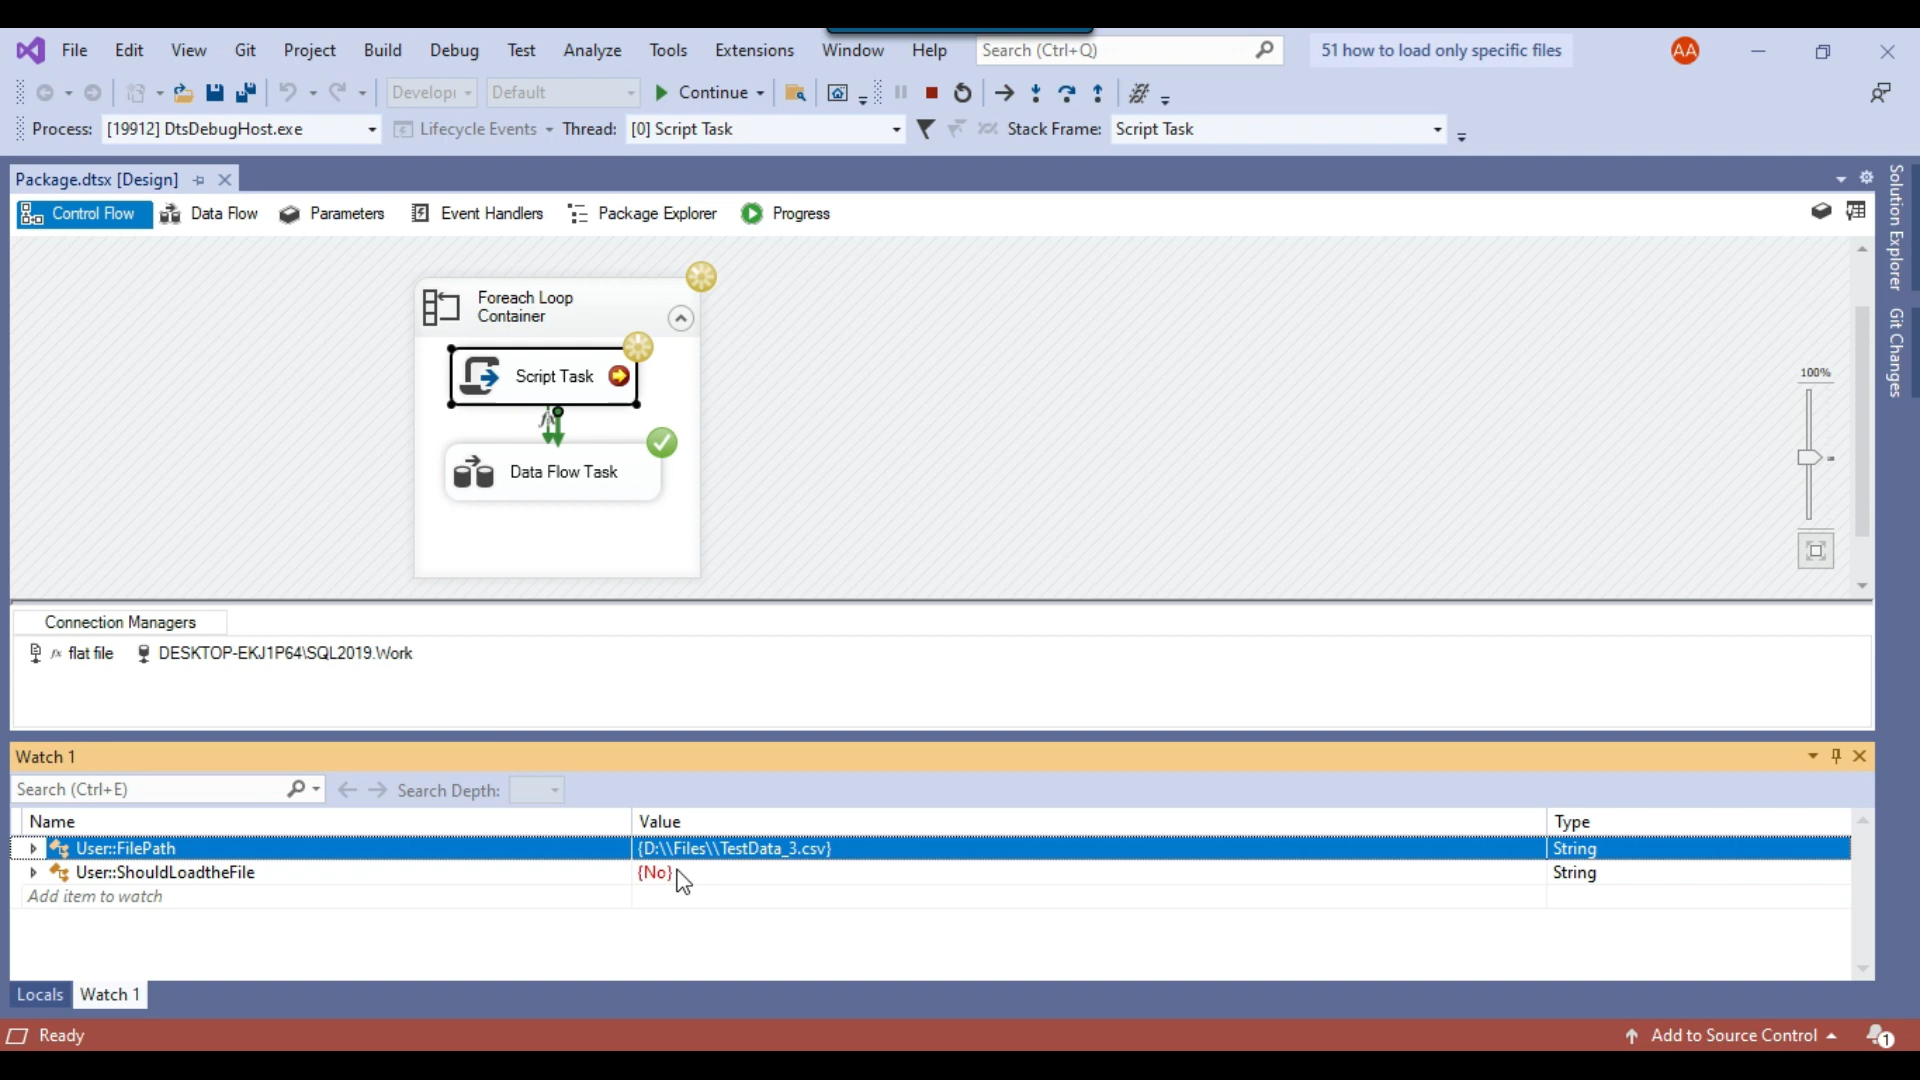 File Edit View Git Project Build Debug Test Analyze Tools Extensions Window Help Search (Ctrl+Q) 51 how to load only specific files AA
Default Continue
Process: [19912] DtsDebugHost.exe Lifecycle Events Thread: [0] Script Task Stack Frame: Script Task
Package.dtsx [Design]
Control Flow Data Flow Parameters Event Handlers Package Explorer Progress
Solution Explorer
Git Changes
Foreach Loop
Container
Script Task
fx
Data Flow Task
100%
Connection Managers
fx flat file DESKTOP-EKJ1P64\SQL2019.Work
Watch 1
Search (Ctrl+E) Search Depth:
Name Value Type
User::FilePath {D:\\Files\\TestData_3.csv} String
User::ShouldLoadtheFile {No} String
Add item to watch
Locals Watch 1
Ready Add to Source Control 1